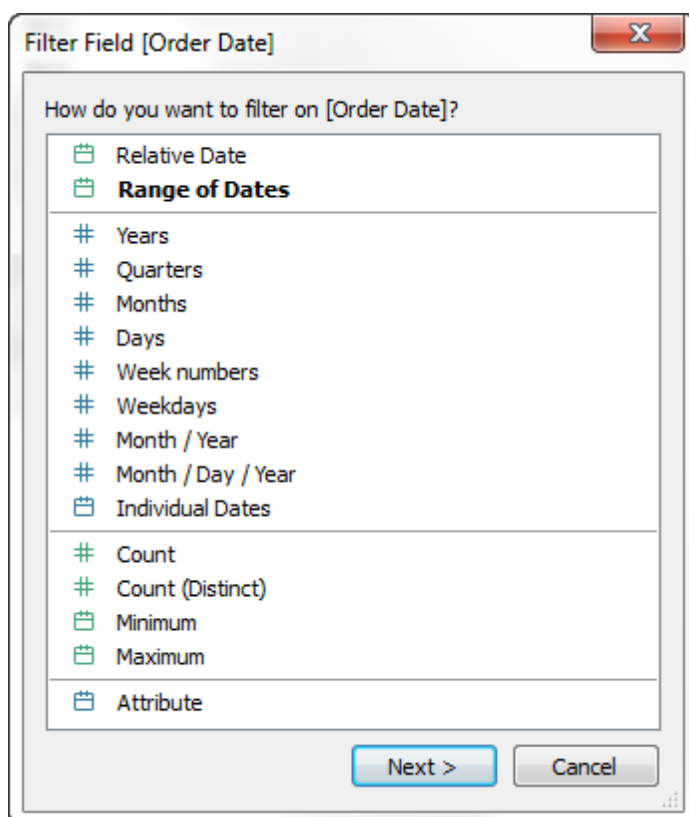 Filter Field [Order Date]
How do you want to filter on [Order Date]?
Relative Date
Range of Dates
Years
Quarters
Months
Days
Week numbers
Weekdays
Month / Year
Month / Day / Year
Individual Dates
Count
Count (Distinct)
Minimum
Maximum
Attribute
Next >
Cancel